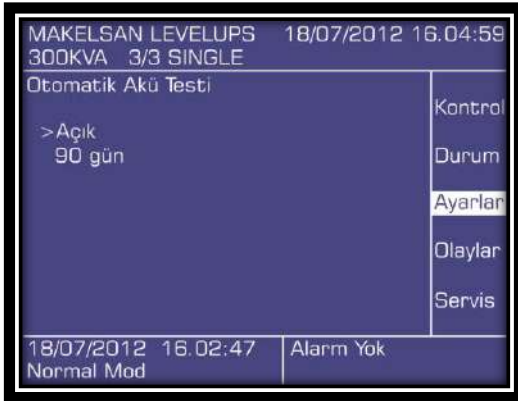 MAKELSAN LEVELUPS 18/07/2012 16.04:59
300KVA 3/3 SINGLE
Otomatik Akü Testi
>Açık
90 gün
Kontrol
Durum
Ayarlar
Olaylar
Servis
18/07/2012 16.02:47
Normal Mod
Alarm Yok